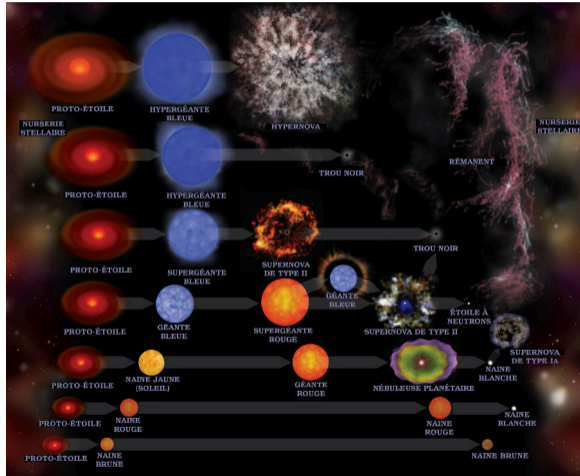 PROTO-ÉTOILE
HYPERGÉANTE
BLEUE
HYPERNOVA
NURSERIE
STELLAIRE
NURSERIE
STELLAIRE
RÉMANENT
PROTO-ÉTOILE
HYPERGÉANTE
BLEUE
TROU NOIR
PROTO-ÉTOILE
SUPERGÉANTE
BLEUE
SUPERNOVA
DE TYPE II
TROU NOIR
PROTO-ÉTOILE
GÉANTE
BLEUE
SUPERGÉANTE
ROUGE
GÉANTE
BLEUE
SUPERNOVA DE TYPE II
ÉTOILE À
NEUTRONS
PROTO-ÉTOILE
NAINE JAUNE
(SOLEIL)
GÉANTE
ROUGE
NÉBULEUSE PLANÉTAIRE
NAINE
BLANCHE
SUPERNOVA
DE TYPE Ia
PROTO-ÉTOILE
NAINE
ROUGE
NAINE
ROUGE
NAINE
BLANCHE
PROTO-ÉTOILE
NAINE
BRUNE
NAINE BRUNE